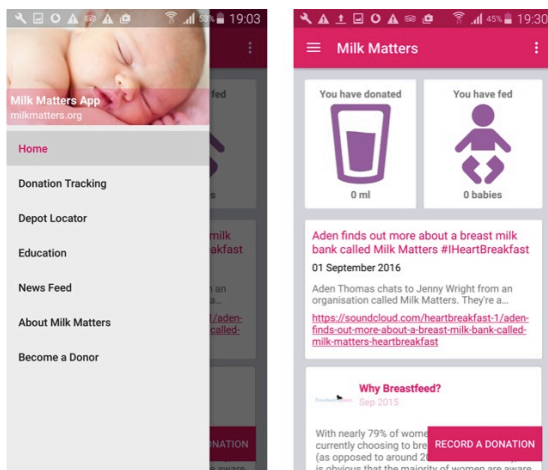 53% 19:03
Milk Matters App
milkmatters.org
Home
Donation Tracking
Depot Locator
Education
News Feed
About Milk Matters
Become a Donor
fed
s
milk
akfast
n an
a...
1/aden-
-called-
NATION
45% 19:30
Milk Matters
You have donated
0 ml
You have fed
0 babies
Aden finds out more about a breast milk
bank called Milk Matters #IHeartBreakfast
01 September 2016
Aden Thomas chats to Jenny Wright from an
organisation called Milk Matters. They're a...
https://soundcloud.com/heartbreakfast-1/aden-
finds-out-more-about-a-breast-milk-bank-called-
milk-matters-heartbreakfast
Why Breastfeed?
Sep 2015
With nearly 79% of wome
currently choosing to bre
(as opposed to around 2
is obvious that the majority of women are aware
RECORD A DONATION